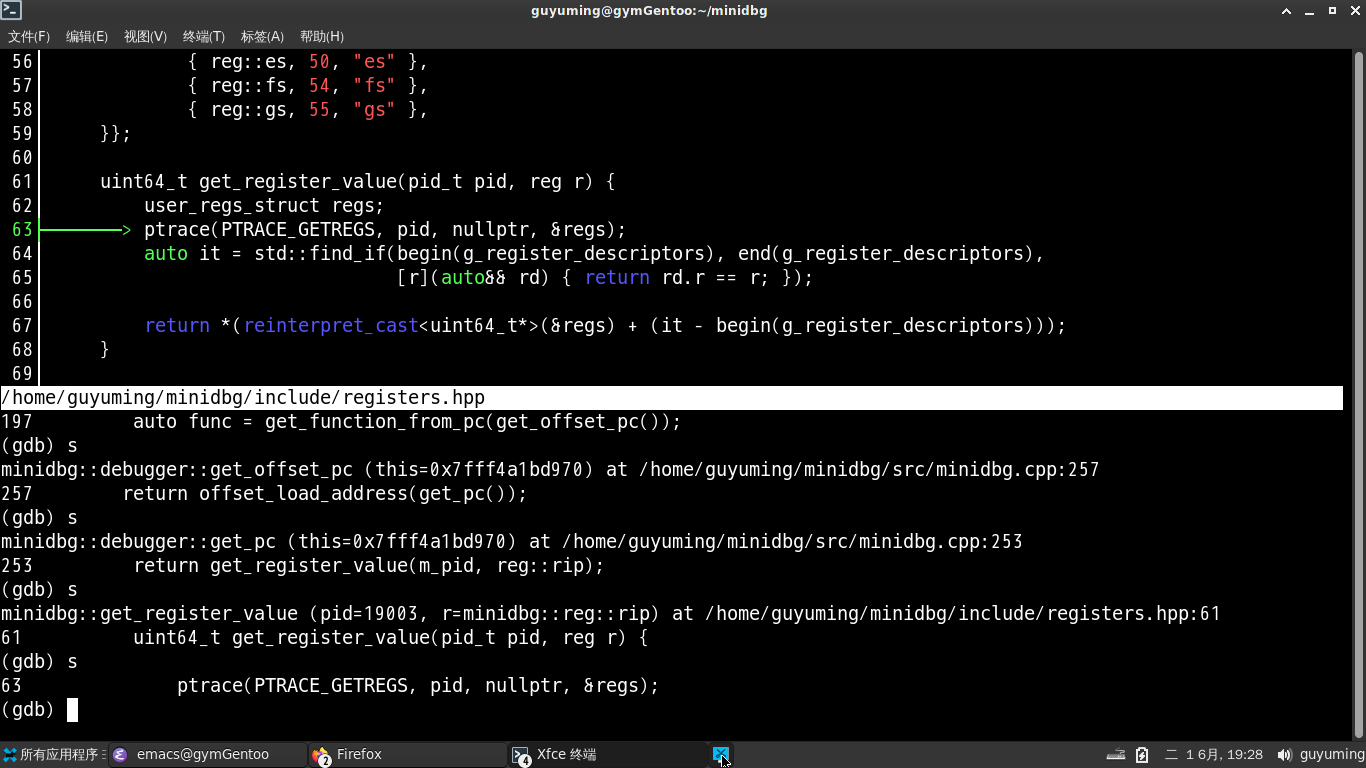 guyuming@gymGentoo:~/minidbg
文件(F) 编辑(E) 视图(V) 终端(T) 标签(A) 帮助(H)
56 { reg::es, 50, "es" },
57 { reg::fs, 54, "fs" },
58 { reg::gs, 55, "gs" },
59 }};
60
61 uint64_t get_register_value(pid_t pid, reg r) {
62 user_regs_struct regs;
63 > ptrace(PTRACE_GETREGS, pid, nullptr, &regs);
64 auto it = std::find_if(begin(g_register_descriptors), end(g_register_descriptors),
65 [r](auto&& rd) { return rd.r == r; });
66
67 return *(reinterpret_cast<uint64_t*>(&regs) + (it - begin(g_register_descriptors)));
68 }
69
/home/guyuming/minidbg/include/registers.hpp
197 auto func = get_function_from_pc(get_offset_pc());
(gdb) s
minidbg::debugger::get_offset_pc (this=0x7fff4a1bd970) at /home/guyuming/minidbg/src/minidbg.cpp:257
257 return offset_load_address(get_pc());
(gdb) s
minidbg::debugger::get_pc (this=0x7fff4a1bd970) at /home/guyuming/minidbg/src/minidbg.cpp:253
253 return get_register_value(m_pid, reg::rip);
(gdb) s
minidbg::get_register_value (pid=19003, r=minidbg::reg::rip) at /home/guyuming/minidbg/include/registers.hpp:61
61 uint64_t get_register_value(pid_t pid, reg r) {
(gdb) s
63 ptrace(PTRACE_GETREGS, pid, nullptr, &regs);
(gdb)
所有应用程序 emacs@gymGentoo 2 Firefox 4 Xfce 终端 二 1 6月, 19:28 guyuming